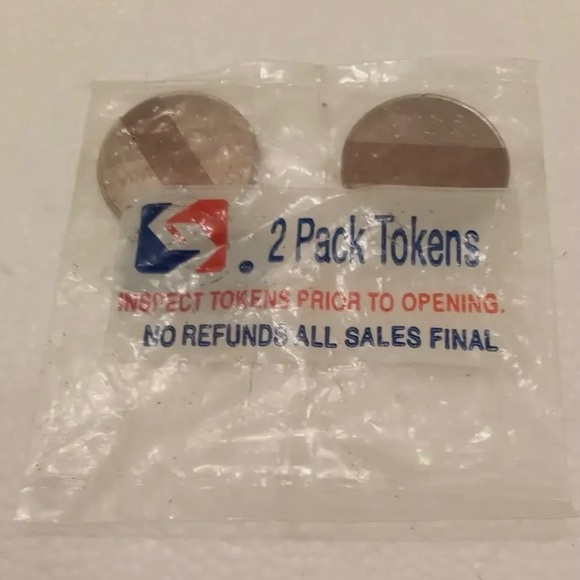 2 Pack Tokens
INSPECT TOKENS PRIOR TO OPENING.
NO REFUNDS ALL SALES FINAL